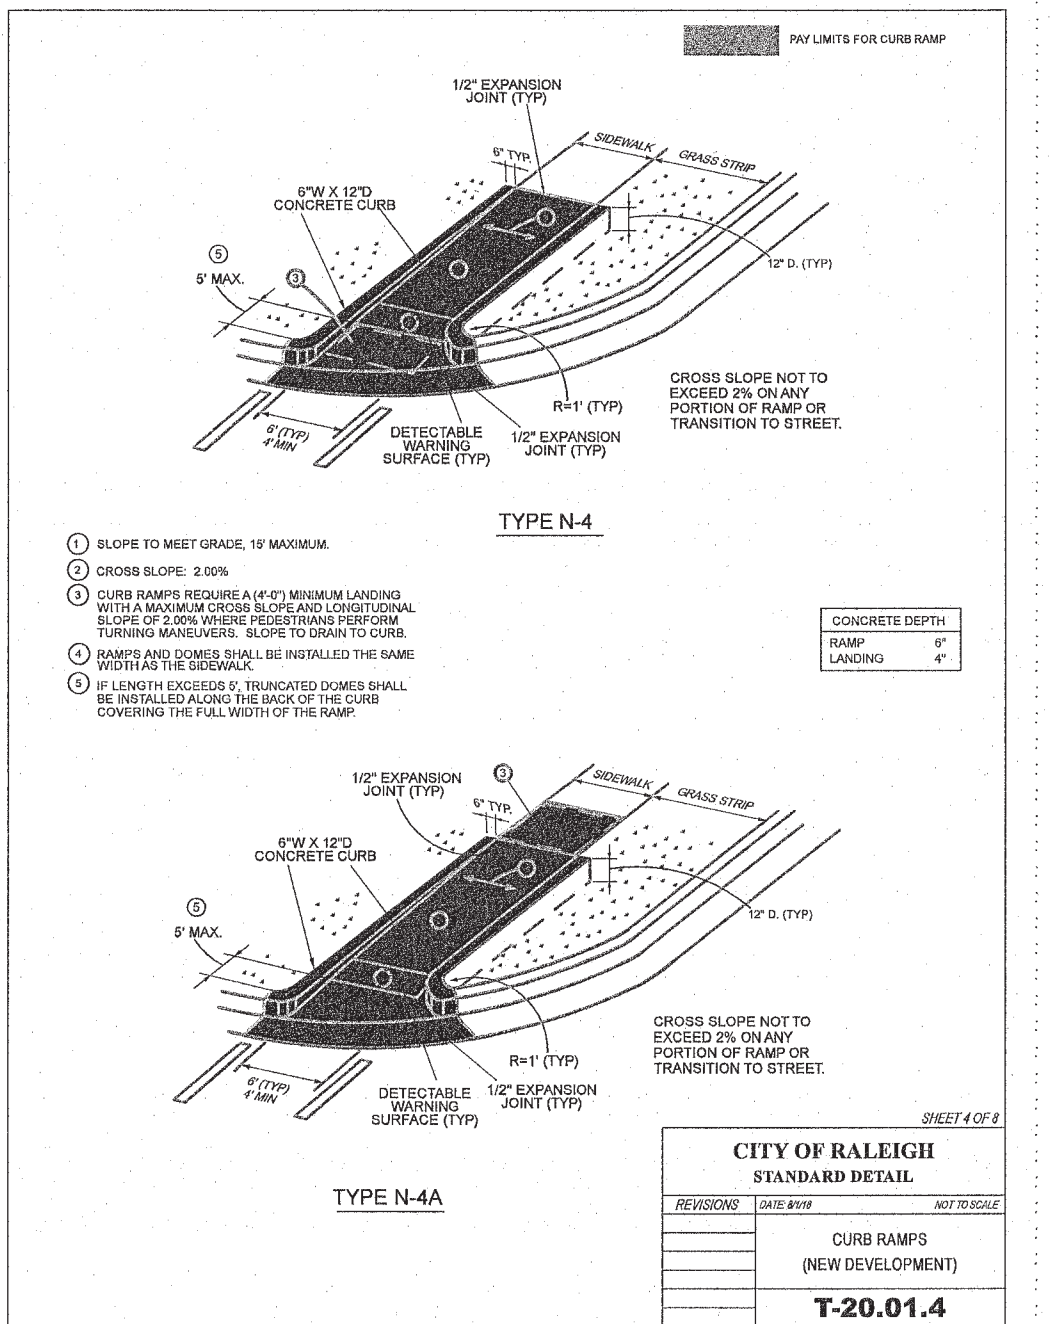 PAY LIMITS FOR CURB RAMP
1/2" EXPANSION
JOINT (TYP)
SIDEWALK
GRASS STRIP
6" TYP.
6"W X 12"D
CONCRETE CURB
5
5' MAX.
3
12" D. (TYP)
R=1' (TYP)
CROSS SLOPE NOT TO
EXCEED 2% ON ANY
PORTION OF RAMP OR
TRANSITION TO STREET.
6' (TYP)
4' MIN
DETECTABLE
WARNING
SURFACE (TYP)
1/2" EXPANSION
JOINT (TYP)
TYPE N-4
1 SLOPE TO MEET GRADE, 15' MAXIMUM.
2 CROSS SLOPE: 2.00%
3 CURB RAMPS REQUIRE A (4'-0") MINIMUM LANDING
WITH A MAXIMUM CROSS SLOPE AND LONGITUDINAL
SLOPE OF 2.00% WHERE PEDESTRIANS PERFORM
TURNING MANEUVERS. SLOPE TO DRAIN TO CURB.
4 RAMPS AND DOMES SHALL BE INSTALLED THE SAME
WIDTH AS THE SIDEWALK.
5 IF LENGTH EXCEEDS 5', TRUNCATED DOMES SHALL
BE INSTALLED ALONG THE BACK OF THE CURB
COVERING THE FULL WIDTH OF THE RAMP.
CONCRETE DEPTH
RAMP 6"
LANDING 4"
1/2" EXPANSION
JOINT (TYP)
3
SIDEWALK
GRASS STRIP
6" TYP.
6"W X 12"D
CONCRETE CURB
5
5' MAX.
12" D. (TYP)
CROSS SLOPE NOT TO
EXCEED 2% ON ANY
PORTION OF RAMP OR
TRANSITION TO STREET.
R=1' (TYP)
6' (TYP)
4' MIN
DETECTABLE
WARNING
SURFACE (TYP)
1/2" EXPANSION
JOINT (TYP)
TYPE N-4A
SHEET 4 OF 8
CITY OF RALEIGH
STANDARD DETAIL
REVISIONS DATE: 8/1/18 NOT TO SCALE
CURB RAMPS
(NEW DEVELOPMENT)
T-20.01.4